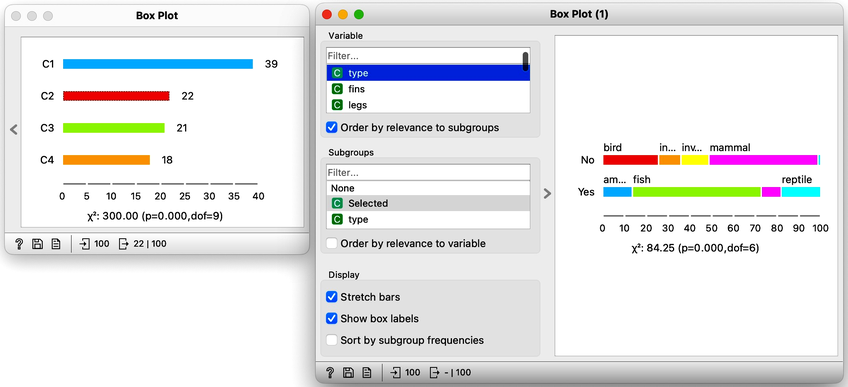 Box Plot
C1 39
C2 22
C3 21
C4 18
0 5 10 15 20 25 30 35 40
χ²: 300.00 (p=0.000,dof=9)
? 100 22 | 100
Box Plot (1)
Variable
Filter...
C type
C fins
C legs
Order by relevance to subgroups
Subgroups
Filter...
None
C Selected
C type
Order by relevance to variable
Display
Stretch bars
Show box labels
Sort by subgroup frequencies
bird in... inv... mammal
No
am... fish reptile
Yes
0 10 20 30 40 50 60 70 80 90 100
χ²: 84.25 (p=0.000,dof=6)
? 100 - | 100